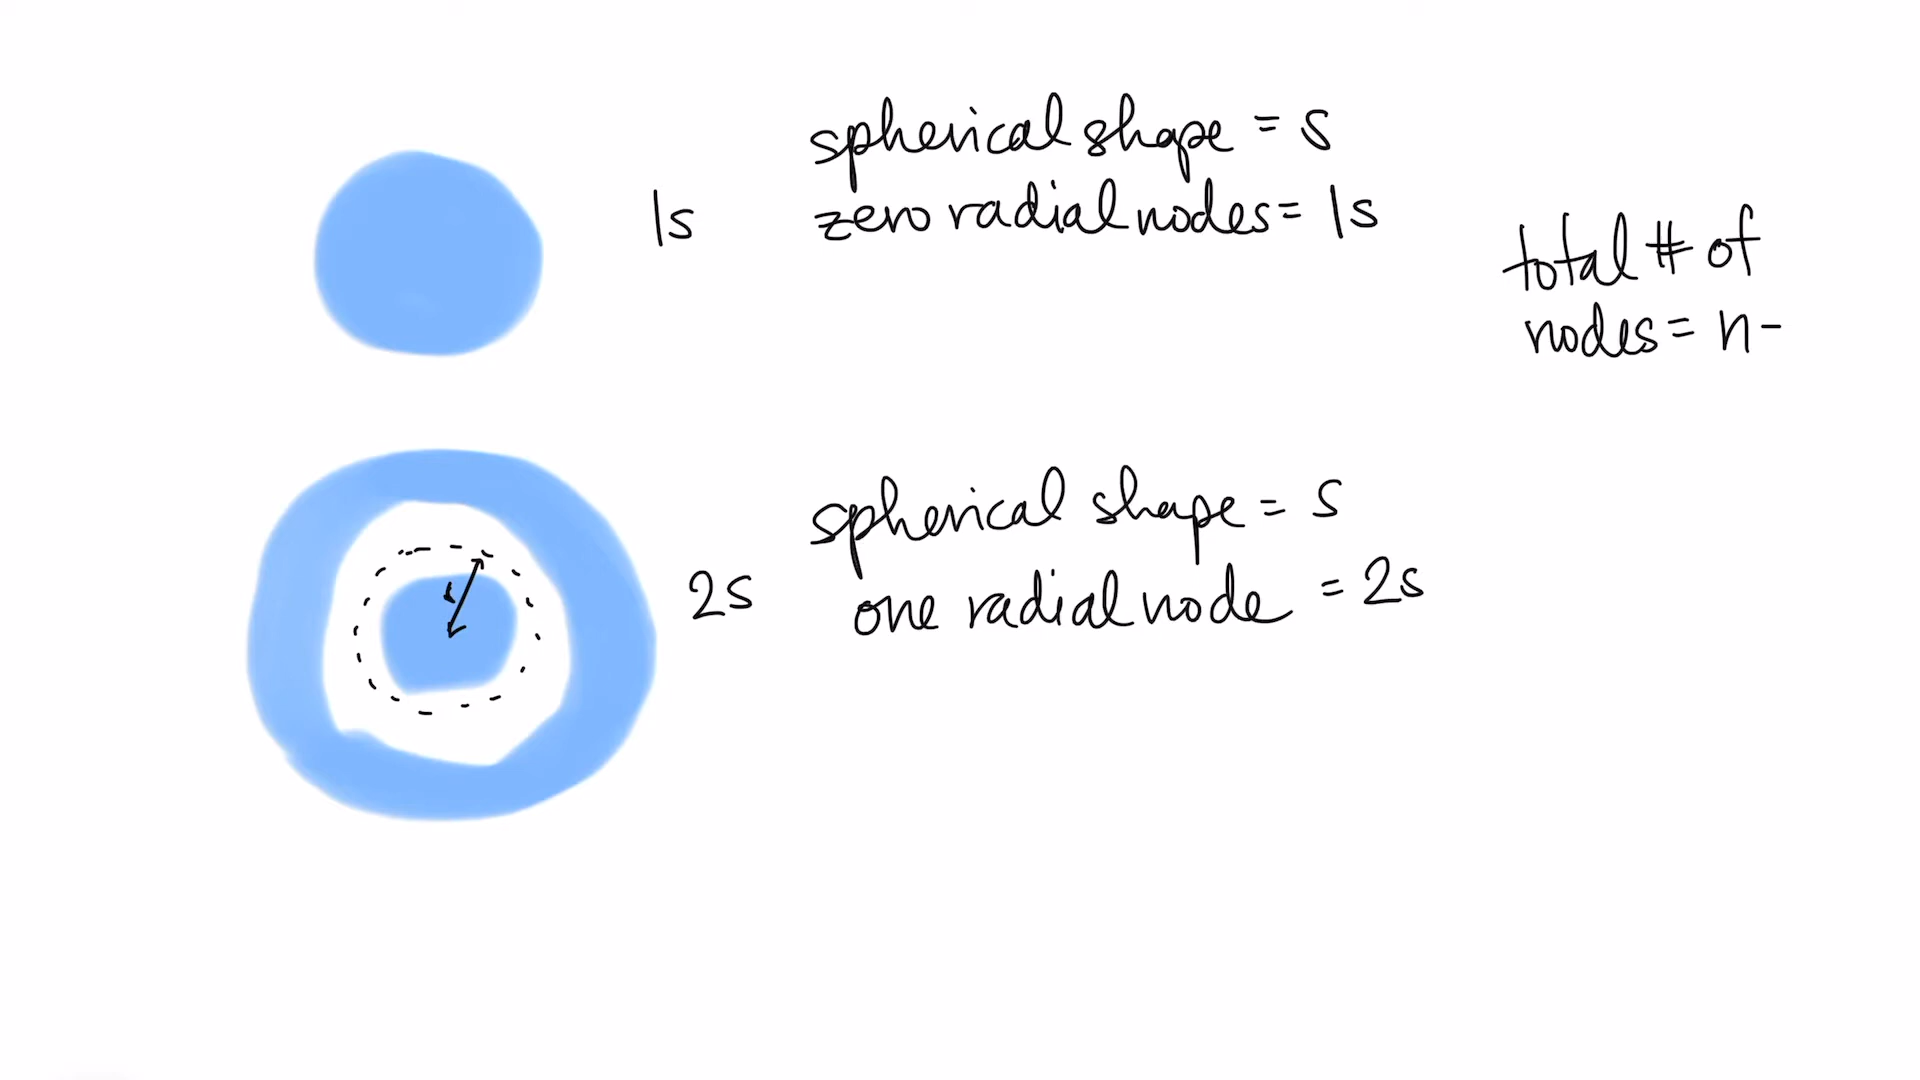 spherical shape = s
zero radial nodes = 1s
1s
total # of
nodes = n-
spherical shape = s
one radial node = 2s
2s